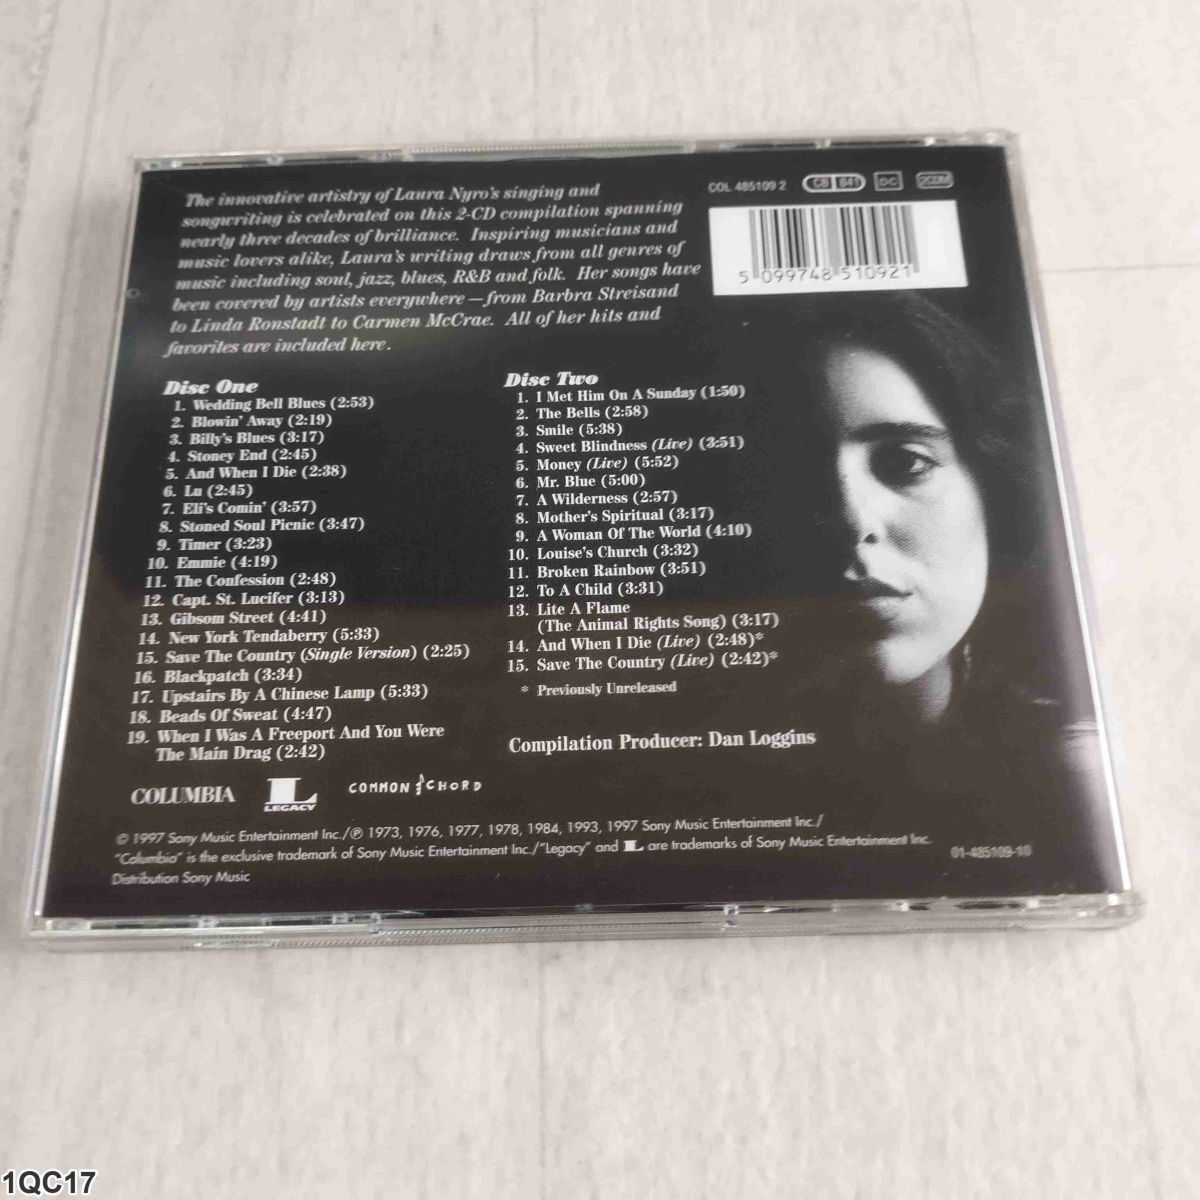 The innovative artistry of Laura Nyro's singing and
songwriting is celebrated on this 2-CD compilation spanning
nearly three decades of brilliance. Inspiring musicians and
music lovers alike, Laura's writing draws from all genres of
music including soul, jazz, blues, R&B and folk. Her songs have
been covered by artists everywhere—from Barbra Streisand
to Linda Ronstadt to Carmen McCrae. All of her hits and
favorites are included here.
COL 485109 2
CB 841
DC
2CDM
5 099748 510921
Disc One
1. Wedding Bell Blues (2:53)
2. Blowin' Away (2:19)
3. Billy's Blues (3:17)
4. Stoney End (2:45)
5. And When I Die (2:38)
6. Lu (2:45)
7. Eli's Comin' (3:57)
8. Stoned Soul Picnic (3:47)
9. Timer (3:23)
10. Emmie (4:19)
11. The Confession (2:48)
12. Capt. St. Lucifer (3:13)
13. Gibsom Street (4:41)
14. New York Tendaberry (5:33)
15. Save The Country (Single Version) (2:25)
16. Blackpatch (3:34)
17. Upstairs By A Chinese Lamp (5:33)
18. Beads Of Sweat (4:47)
19. When I Was A Freeport And You Were
The Main Drag (2:42)
Disc Two
1. I Met Him On A Sunday (1:50)
2. The Bells (2:58)
3. Smile (5:38)
4. Sweet Blindness (Live) (3:51)
5. Money (Live) (5:52)
6. Mr. Blue (5:00)
7. A Wilderness (2:57)
8. Mother's Spiritual (3:17)
9. A Woman Of The World (4:10)
10. Louise's Church (3:32)
11. Broken Rainbow (3:51)
12. To A Child (3:31)
13. Lite A Flame
(The Animal Rights Song) (3:17)
14. And When I Die (Live) (2:48)*
15. Save The Country (Live) (2:42)*
* Previously Unreleased
Compilation Producer: Dan Loggins
COLUMBIA
L
LEGACY
COMMON CHORD
© 1997 Sony Music Entertainment Inc./℗ 1973, 1976, 1977, 1978, 1984, 1993, 1997 Sony Music Entertainment Inc./
"Columbia" is the exclusive trademark of Sony Music Entertainment Inc./"Legacy" and L are trademarks of Sony Music Entertainment Inc.
Distribution Sony Music
01-485109-10
1QC17